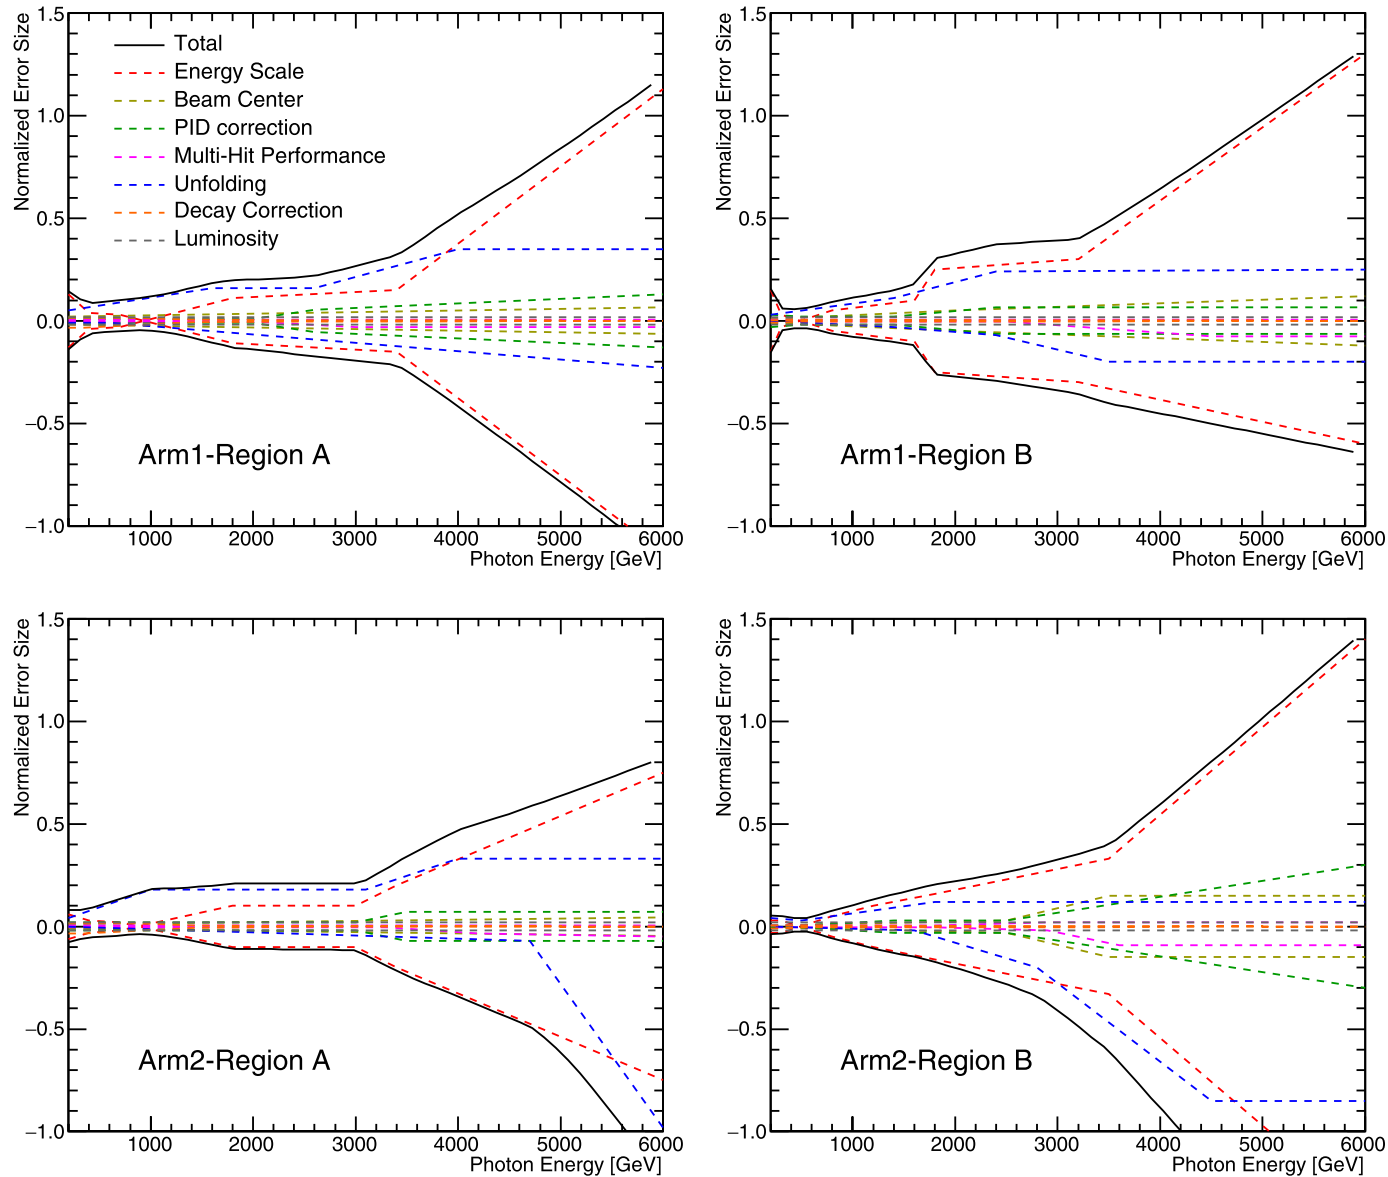 Normalized Error Size
1.5
1.0
0.5
0.0
−0.5
−1.0
Total
Energy Scale
Beam Center
PID correction
Multi-Hit Performance
Unfolding
Decay Correction
Luminosity
Arm1-Region A
1000 2000 3000 4000 5000 6000
Photon Energy [GeV]
Normalized Error Size
1.5
1.0
0.5
0.0
−0.5
−1.0
Arm1-Region B
1000 2000 3000 4000 5000 6000
Photon Energy [GeV]
Normalized Error Size
1.5
1.0
0.5
0.0
−0.5
−1.0
Arm2-Region A
1000 2000 3000 4000 5000 6000
Photon Energy [GeV]
Normalized Error Size
1.5
1.0
0.5
0.0
−0.5
−1.0
Arm2-Region B
1000 2000 3000 4000 5000 6000
Photon Energy [GeV]